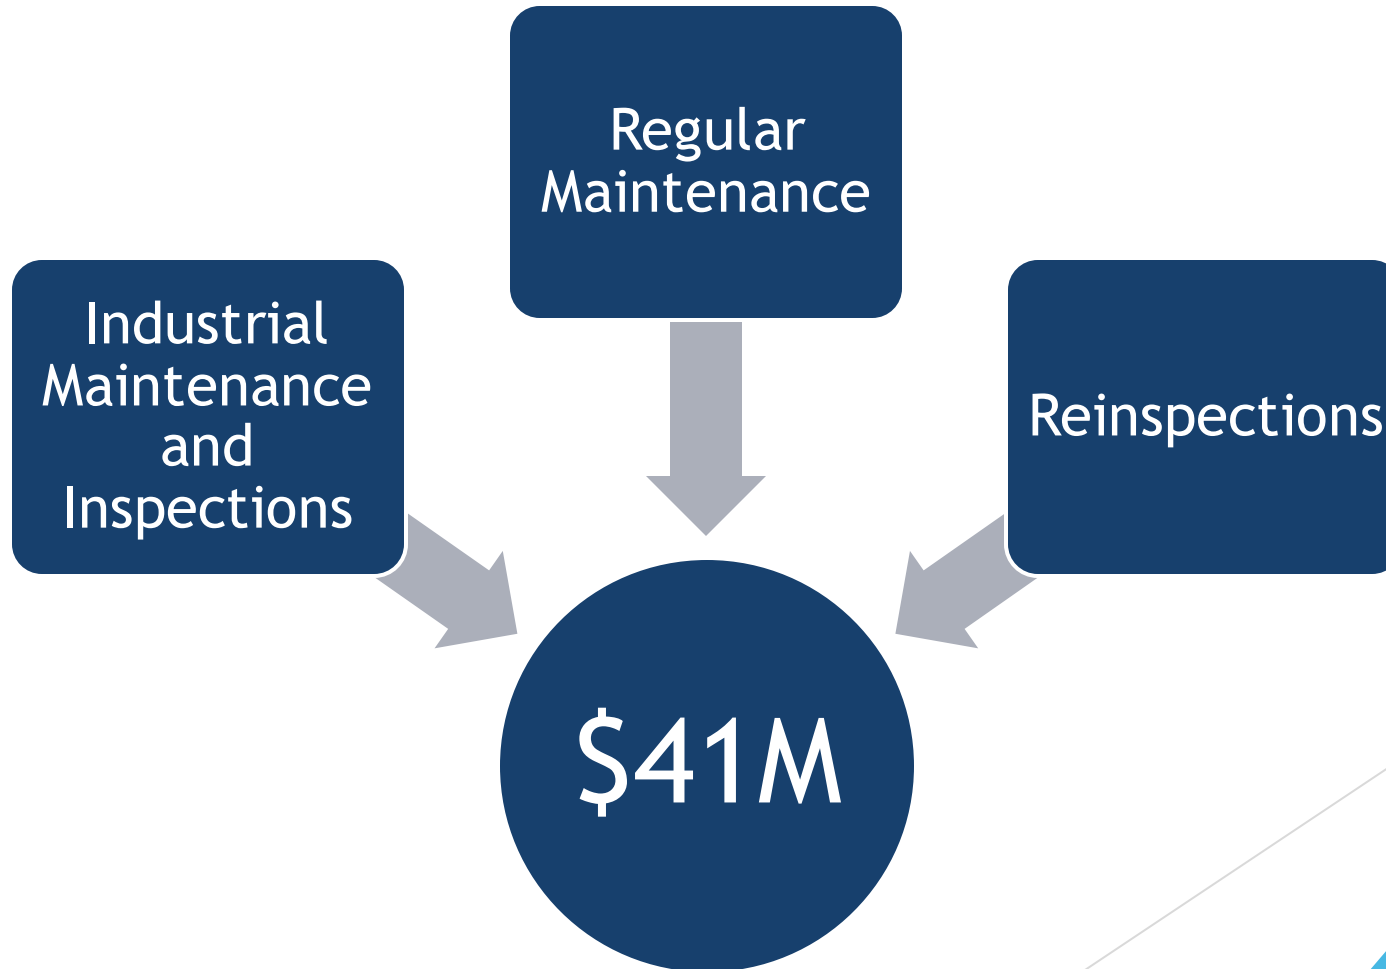 Regular
Maintenance
Industrial
Maintenance
and
Inspections
Reinspections
$41M